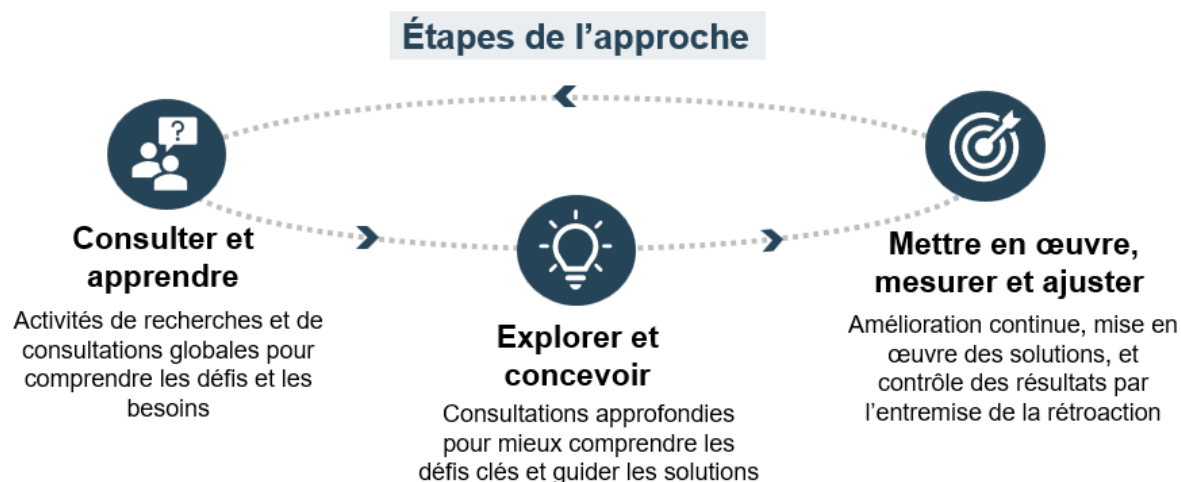 Étapes de l’approche
?
Consulter et
apprendre
Activités de recherches et de
consultations globales pour
comprendre les défis et les
besoins
Explorer et
concevoir
Consultations approfondies
pour mieux comprendre les
défis clés et guider les solutions
Mettre en œuvre,
mesurer et ajuster
Amélioration continue, mise en
œuvre des solutions, et
contrôle des résultats par
l’entremise de la rétroaction